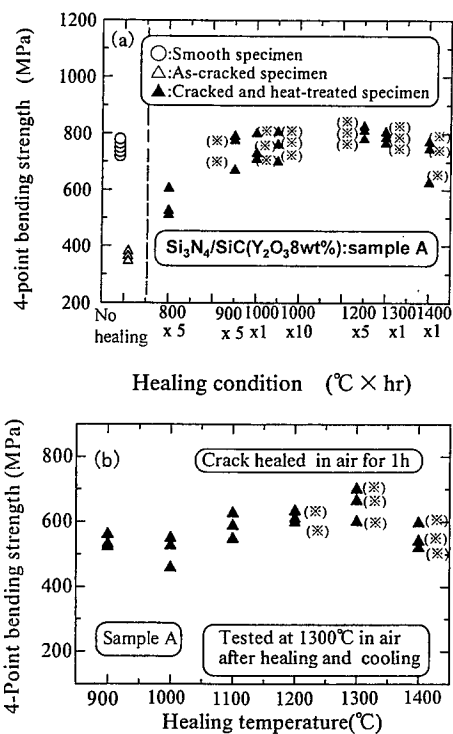 1200
1000
800
600
400
200
4-point bending strength (MPa)
(a)
○:Smooth specimen
△:As-cracked specimen
▲:Cracked and heat-treated specimen
(※) (※) (※) (※) (※) (※) (※) (※)
(※) (※) (※) (※) (※) (※) (※) (※)
(※) (※)
Si₃N₄/SiC(Y₂O₃8wt%):sample A
No healing
800 x 5
900 x 5
1000 x1
1000 x10
1200 x5
1300 x1
1400 x1
Healing condition (℃ × hr)
800
600
400
200
4-Point bending strength (MPa)
(b)
Crack healed in air for 1h
(※) (※) (※) (※) (※) (※) (※) (※)
Sample A
Tested at 1300℃ in air
after healing and cooling
900 1000 1100 1200 1300 1400
Healing temperature(℃)